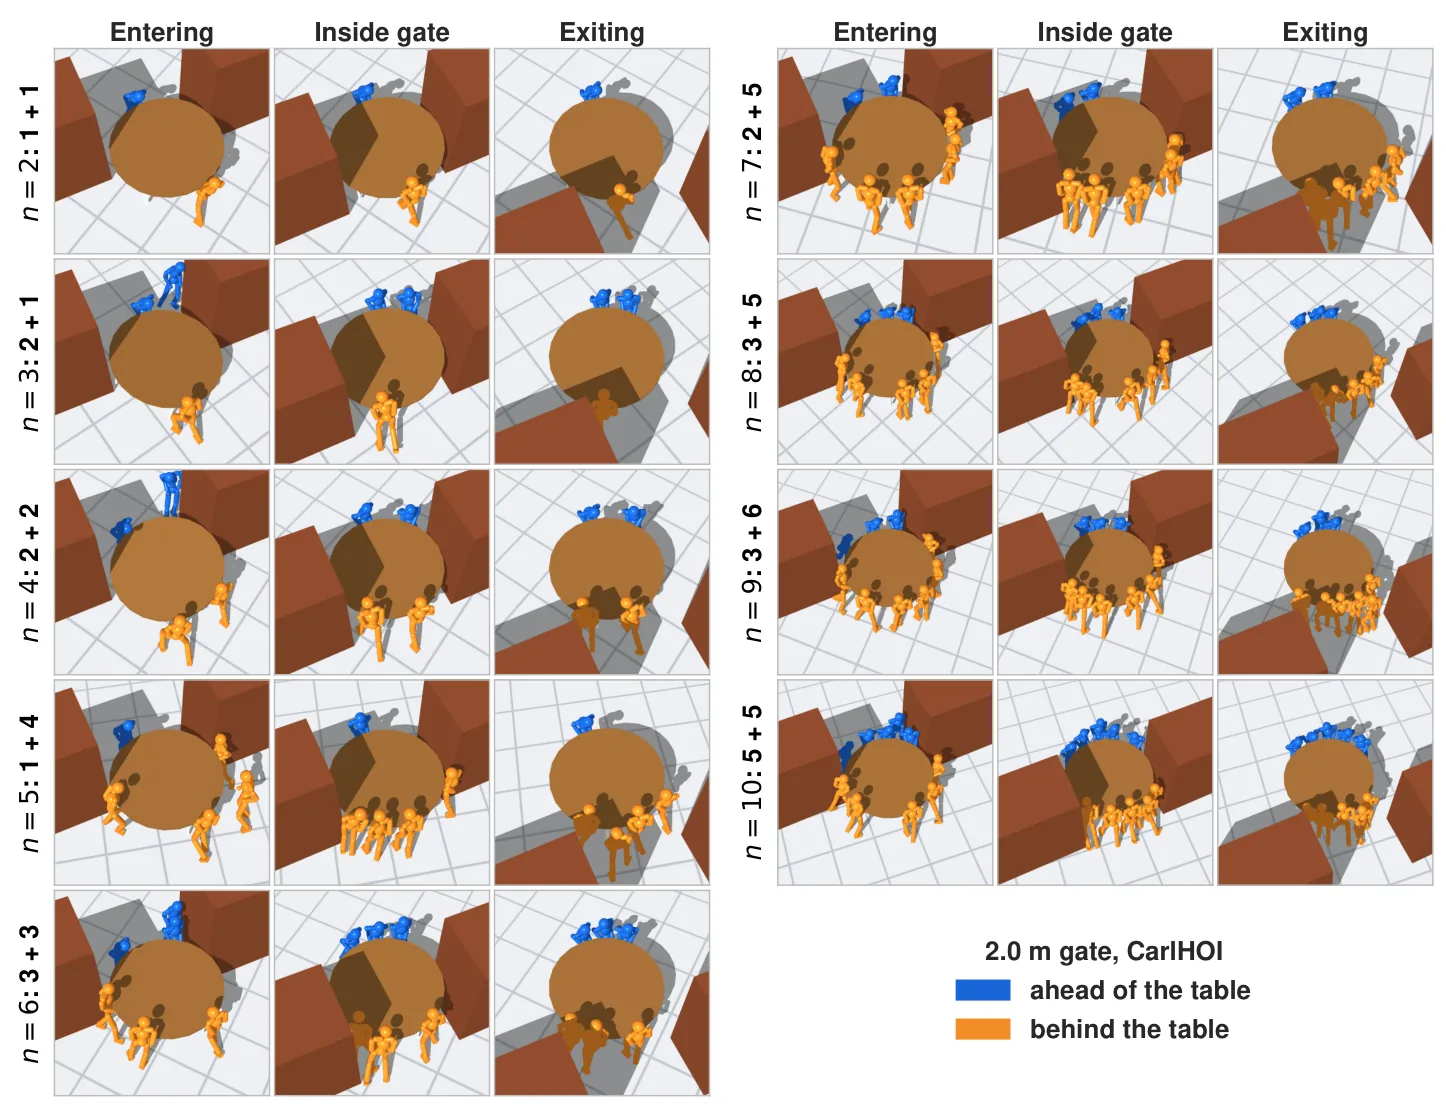 Entering Inside gate Exiting
n = 2: 1 + 1
n = 3: 2 + 1
n = 4: 2 + 2
n = 5: 1 + 4
n = 6: 3 + 3
Entering Inside gate Exiting
n = 7: 2 + 5
n = 8: 3 + 5
n = 9: 3 + 6
n = 10: 5 + 5
2.0 m gate, CarlHOI
ahead of the table
behind the table